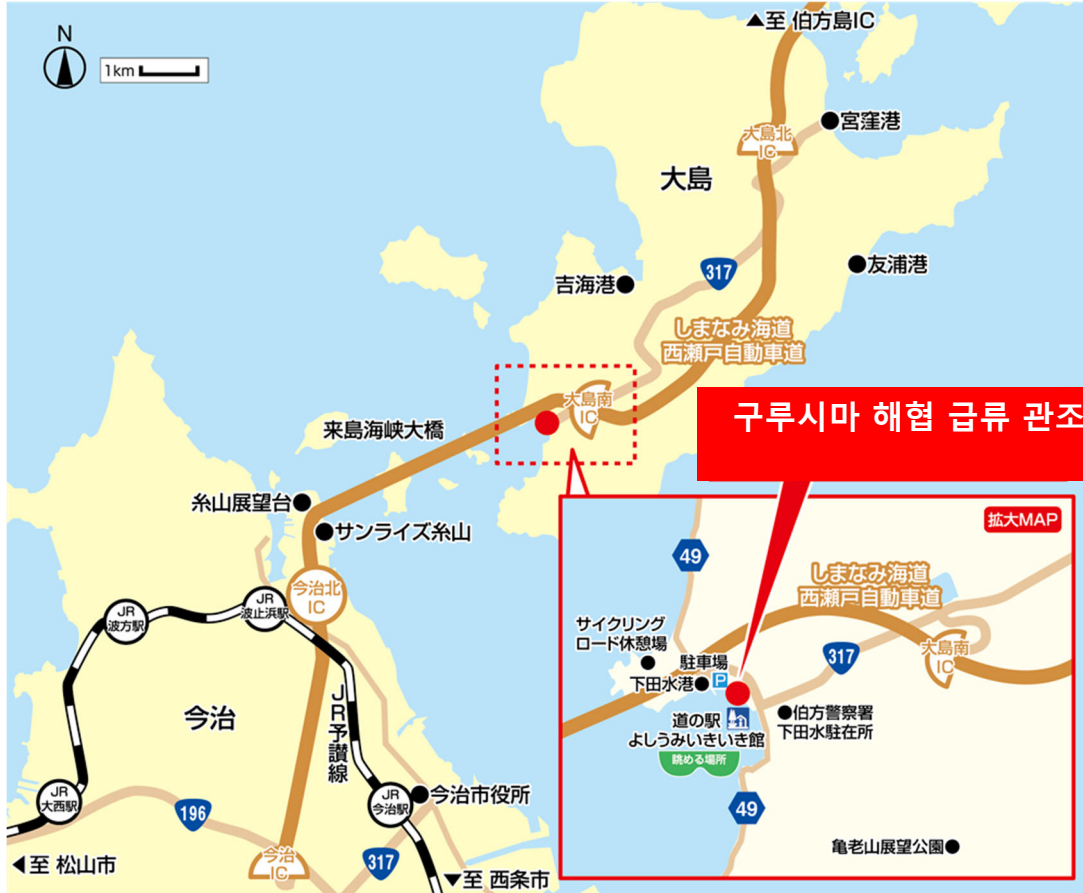 ▲至 伯方島IC
N
1km
宮窪港
大島北
IC
大島
317
友浦港
吉海港
しまなみ海道
西瀬戸自動車道
大島南
IC
구루시마 해협 급류 관조
来島海峡大橋
糸山展望台
サンライズ糸山
今治北
IC
JR
波止浜駅
JR
波方駅
今治
JR予讃線
JR
大西駅
196
JR
今治駅
今治市役所
今治
IC
317
◀至 松山市
▼至 西条市
拡大MAP
49
しまなみ海道
西瀬戸自動車道
サイクリング
ロード休憩場
駐車場
P
下田水港
317
大島南
IC
道の駅
よしうみいきいき館
眺める場所
伯方警察署
下田水駐在所
49
亀老山展望公園